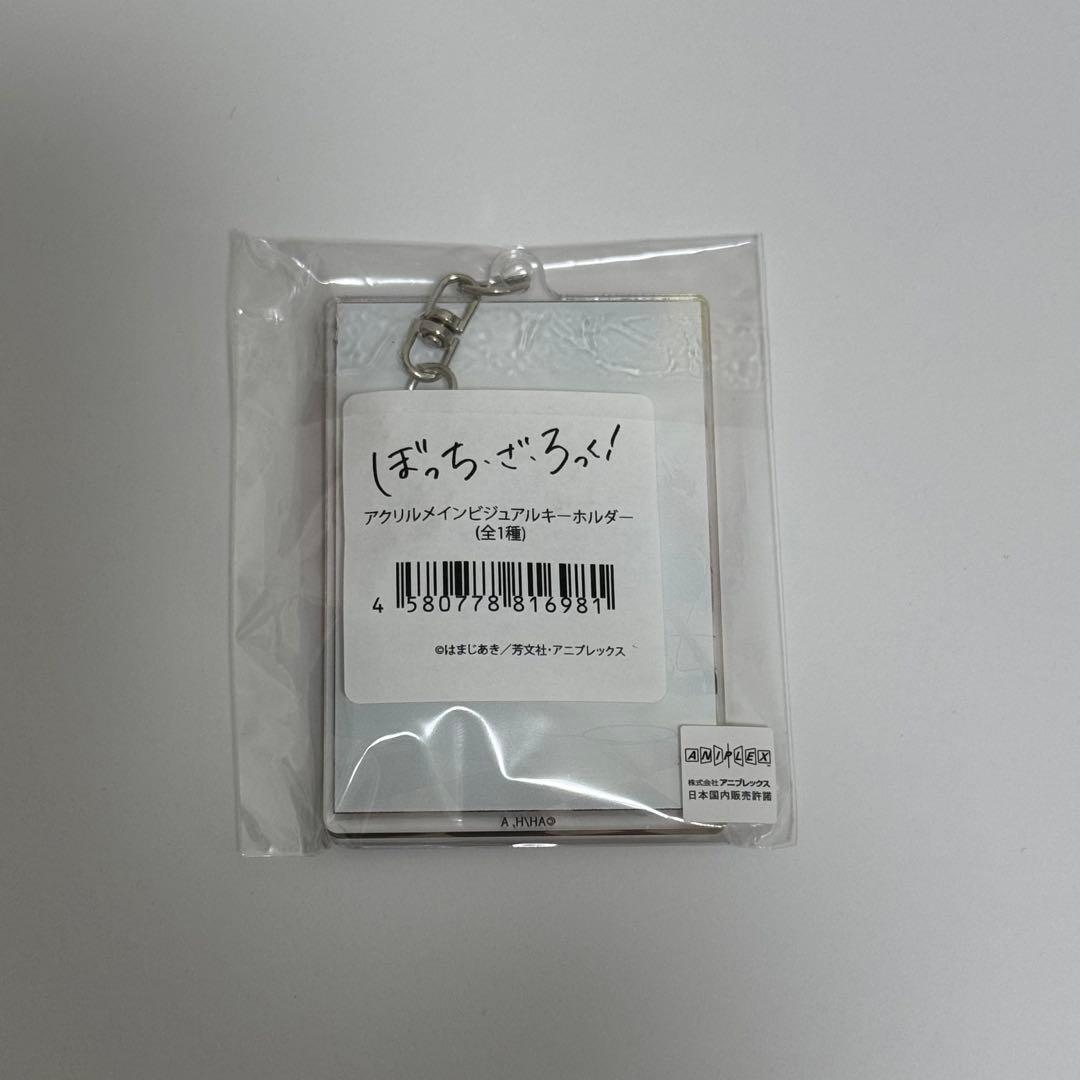 ぼっち・ざ・ろっく!
アクリルメインビジュアルキーホルダー
(全1種)
4 580778 816981
©はまじあき/芳文社・アニプレックス
ANIPLEX
株式会社アニプレックス
日本国内販売許諾
©AH/H, A